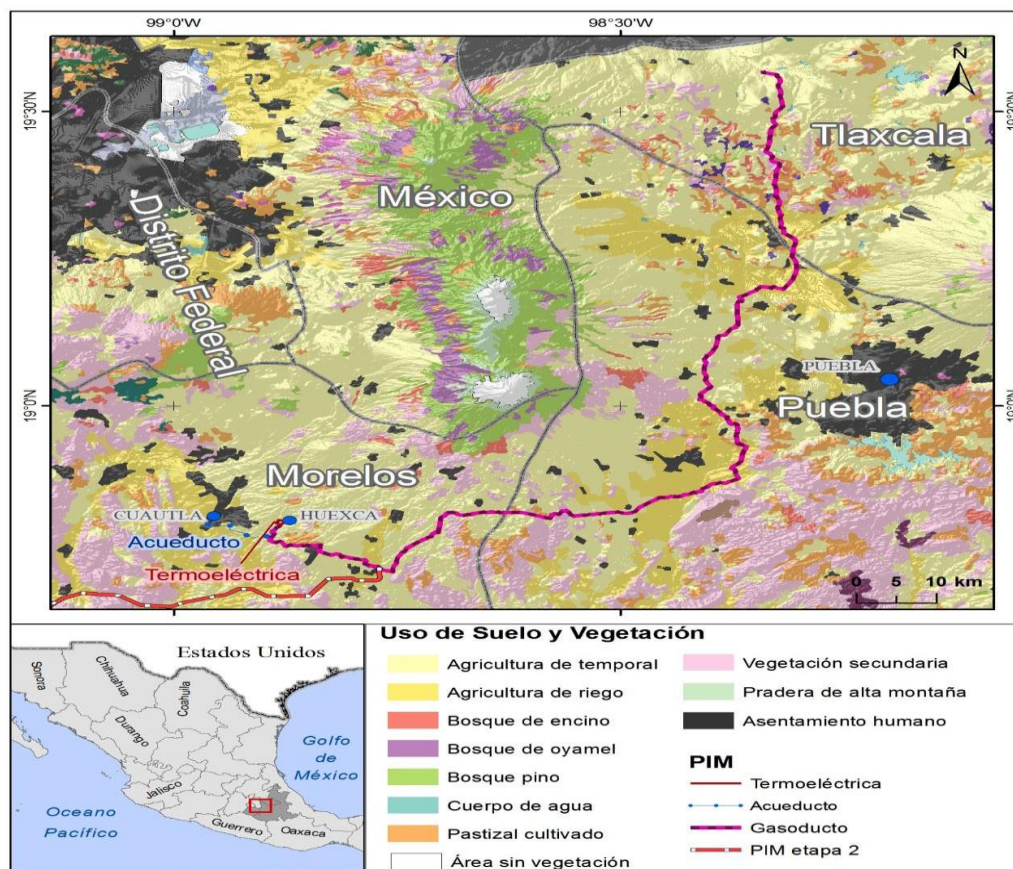 99°0'W 98°30'W
19°30'N
19°0'N
N
19°30'N
19°0'N
Tlaxcala
México
Distrito Federal
PUEBLA
Puebla
Morelos
CUAUTLA
HUEXCA
Acueducto
Termoeléctrica
0 5 10 km
Estados Unidos
Sonora
Chihuahua
Coahuila
Durango
Golfo
de
México
Jalisco
Oceano
Pacífico
Guerrero
Oaxaca
Uso de Suelo y Vegetación
Agricultura de temporal
Agricultura de riego
Bosque de encino
Bosque de oyamel
Bosque pino
Cuerpo de agua
Pastizal cultivado
Área sin vegetación
Vegetación secundaria
Pradera de alta montaña
Asentamiento humano
PIM
Termoeléctrica
Acueducto
Gasoducto
PIM etapa 2